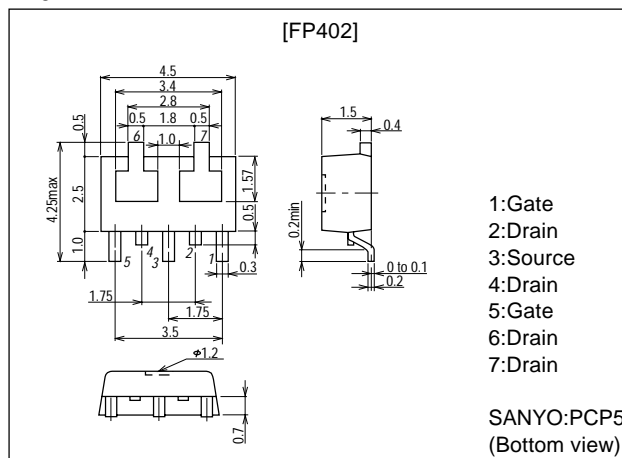 [FP402]
4.5
3.4
2.8
0.5 1.8 0.5
6 1.0 7
0.5
2.5
4.25max
1.0
1.57
0.5
5 4 3 2 1
0.3
1.75
1.75
3.5
1.5
0.4
0.2min
0 to 0.1
0.2
φ1.2
0.7
1:Gate
2:Drain
3:Source
4:Drain
5:Gate
6:Drain
7:Drain
SANYO:PCP5
(Bottom view)